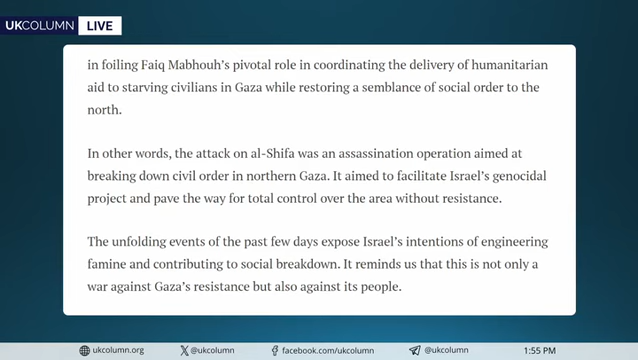 UKCOLUMN LIVE
in foiling Faiq Mabhouh's pivotal role in coordinating the delivery of humanitarian
aid to starving civilians in Gaza while restoring a semblance of social order to the
north.
In other words, the attack on al-Shifa was an assassination operation aimed at
breaking down civil order in northern Gaza. It aimed to facilitate Israel's genocidal
project and pave the way for total control over the area without resistance.
The unfolding events of the past few days expose Israel's intentions of engineering
famine and contributing to social breakdown. It reminds us that this is not only a
war against Gaza's resistance but also against its people.
ukcolumn.org @ukcolumn facebook.com/ukcolumn @ukcolumn 1:55 PM